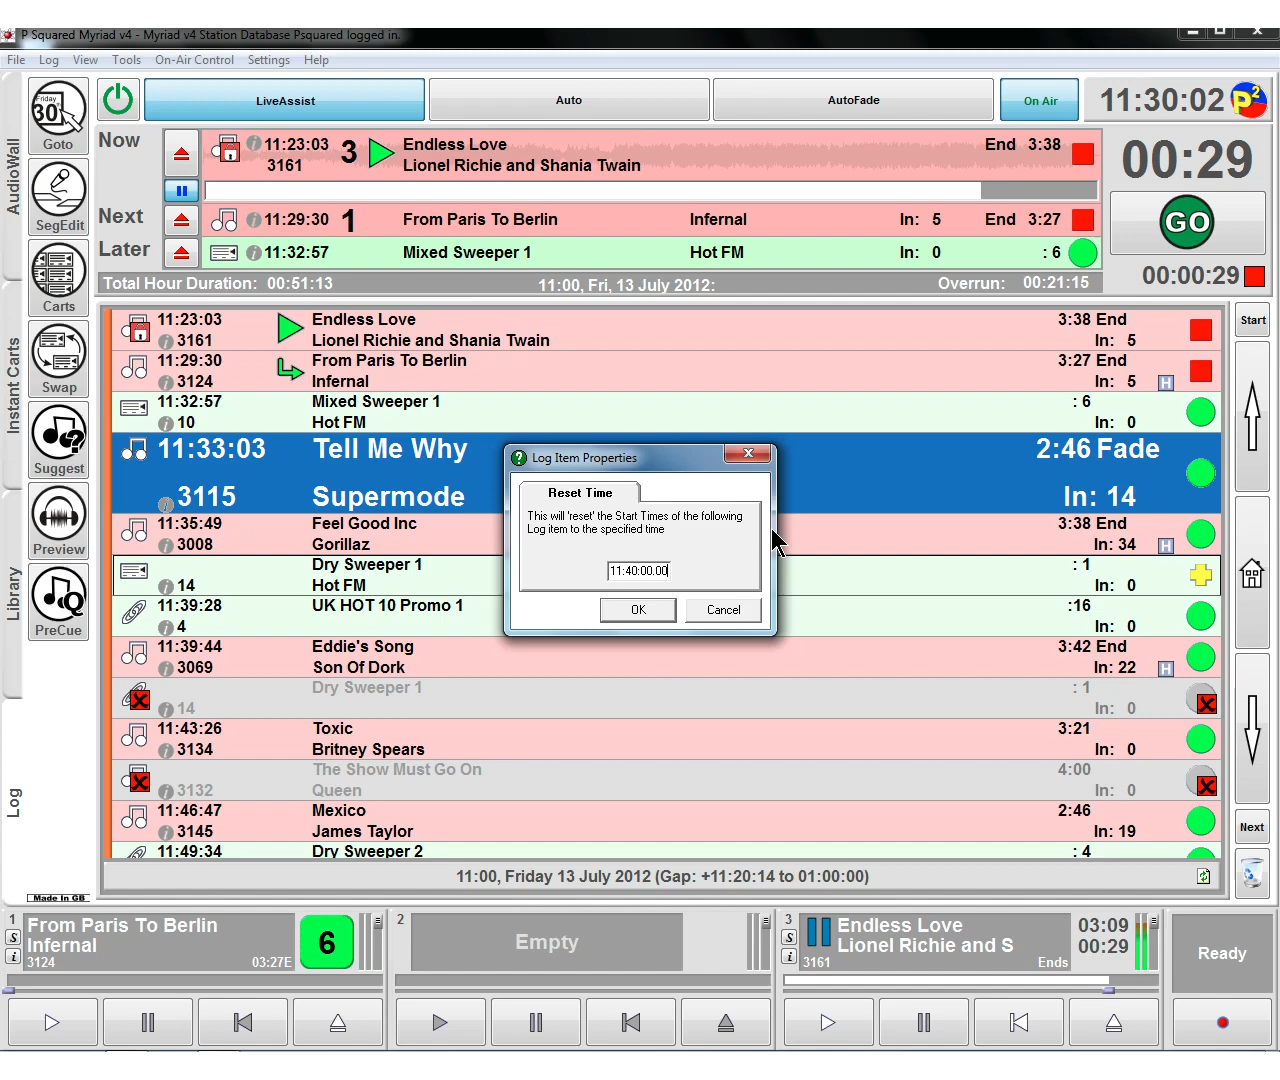 P Squared Myriad v4 - Myriad v4 Station Database Psquared logged in.
File Log View Tools On-Air Control Settings Help
AudioWall
Instant Carts
Library
Log
Friday
30
Goto
SegEdit
Carts
Swap
Suggest
Preview
PreCue
Made In GB
LiveAssist
Auto
AutoFade
On Air
11:30:02
P2
Now
11:23:03
3161
3
Endless Love
Lionel Richie and Shania Twain
End 3:38
Next
11:29:30 1 From Paris To Berlin Infernal In: 5 End 3:27
Later
11:32:57 Mixed Sweeper 1 Hot FM In: 0 : 6
Total Hour Duration: 00:51:13 11:00, Fri, 13 July 2012: Overrun: 00:21:15
00:29
GO
00:00:29
11:23:03 Endless Love 3:38 End
3161 Lionel Richie and Shania Twain In: 5
11:29:30 From Paris To Berlin 3:27 End
3124 Infernal In: 5 H
11:32:57 Mixed Sweeper 1 : 6
10 Hot FM In: 0
11:33:03 Tell Me Why 2:46 Fade
3115 Supermode In: 14
11:35:49 Feel Good Inc 3:38 End
3008 Gorillaz In: 34 H
Dry Sweeper 1 : 1
14 Hot FM In: 0
11:39:28 UK HOT 10 Promo 1 :16
4 In: 0
11:39:44 Eddie's Song 3:42 End
3069 Son Of Dork In: 22 H
Dry Sweeper 1 : 1
14 In: 0
11:43:26 Toxic 3:21
3134 Britney Spears In: 0
The Show Must Go On 4:00
3132 Queen In: 0
11:46:47 Mexico 2:46
3145 James Taylor In: 19
11:49:34 Dry Sweeper 2 : 4
11:00, Friday 13 July 2012 (Gap: +11:20:14 to 01:00:00)
Start
Next
Log Item Properties
Reset Time
This will 'reset' the Start Times of the following
Log item to the specified time
11:40:00.00
OK
Cancel
1
S
i
From Paris To Berlin
Infernal
3124 03:27E
6
2
Empty
3
S
i
Endless Love
Lionel Richie and S
3161 Ends
03:09
00:29
Ready